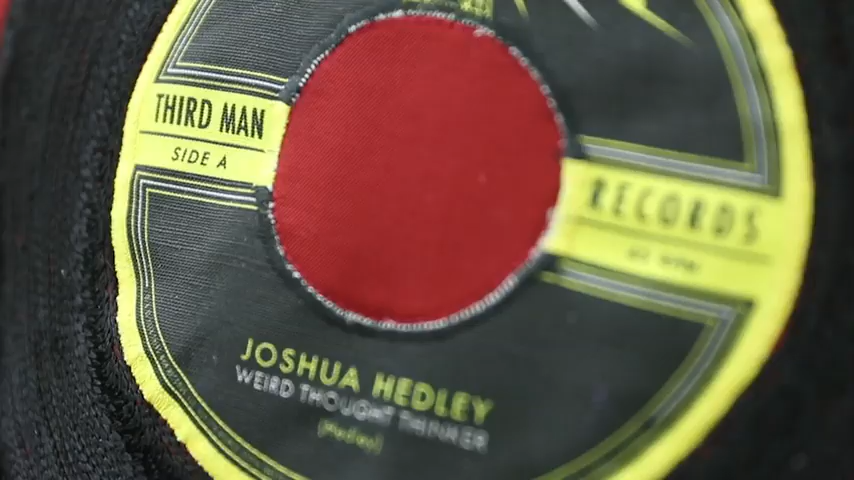 THIRD MAN
RECORDS
SIDE A
JOSHUA HEDLEY
WEIRD THOUGHT THINKER